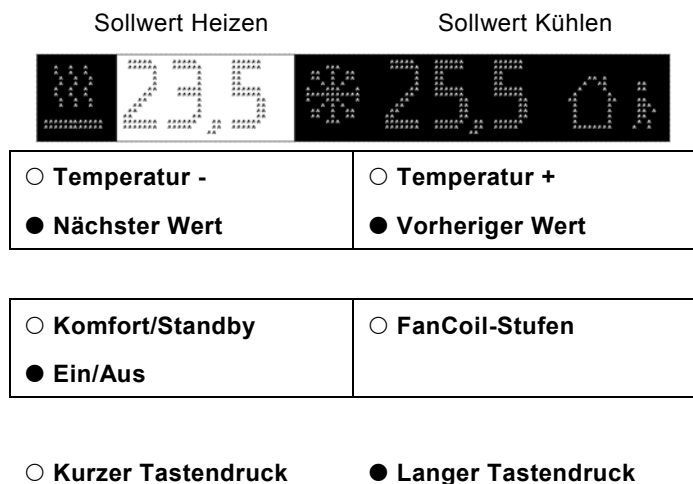 Sollwert Heizen Sollwert Kühlen
23,5 25,5
○ Temperatur - ○ Temperatur +
● Nächster Wert ● Vorheriger Wert
○ Komfort/Standby ○ FanCoil-Stufen
● Ein/Aus
○ Kurzer Tastendruck ● Langer Tastendruck